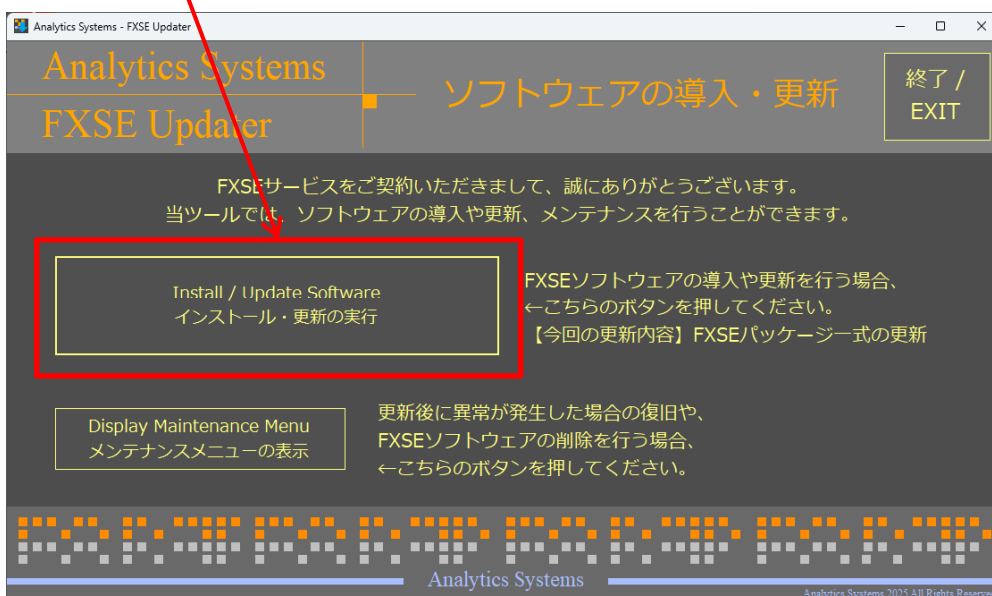 Analytics Systems - FXSE Updater
Analytics Systems
FXSE Updater
ソフトウェアの導入・更新
終了 /
EXIT
FXSEサービスをご契約いただきまして、誠にありがとうございます。
当ツールでは、ソフトウェアの導入や更新、メンテナンスを行うことができます。
Install / Update Software
インストール・更新の実行
FXSEソフトウェアの導入や更新を行う場合、
←こちらのボタンを押してください。
【今回の更新内容】FXSEパッケージ一式の更新
Display Maintenance Menu
メンテナンスメニューの表示
更新後に異常が発生した場合の復旧や、
FXSEソフトウェアの削除を行う場合、
←こちらのボタンを押してください。
Analytics Systems
Analytics Systems 2025 All Rights Reserve